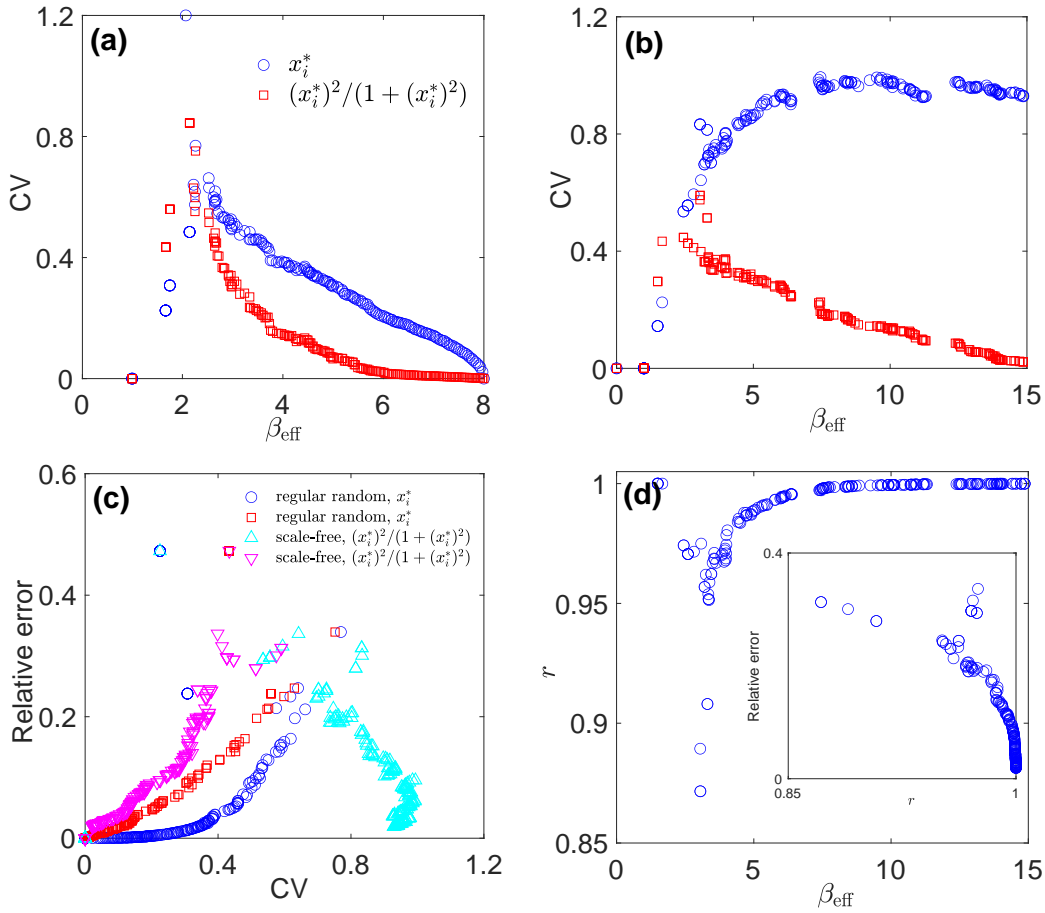 (a)
1.2
0.8
0.4
0
CV
0
2
4
6
8
β_eff
x_i^*
(x_i^*)^2/(1 + (x_i^*)^2)
(b)
1.2
0.8
0.4
0
CV
0
5
10
15
β_eff
(c)
0.6
0.4
0.2
0
Relative error
0
0.4
0.8
1.2
CV
regular random, x_i^*
regular random, x_i^*
scale-free, (x_i^*)^2/(1 + (x_i^*)^2)
scale-free, (x_i^*)^2/(1 + (x_i^*)^2)
(d)
1
0.95
0.9
0.85
r
0
5
10
15
β_eff
0.4
0
Relative error
0.85
r
1